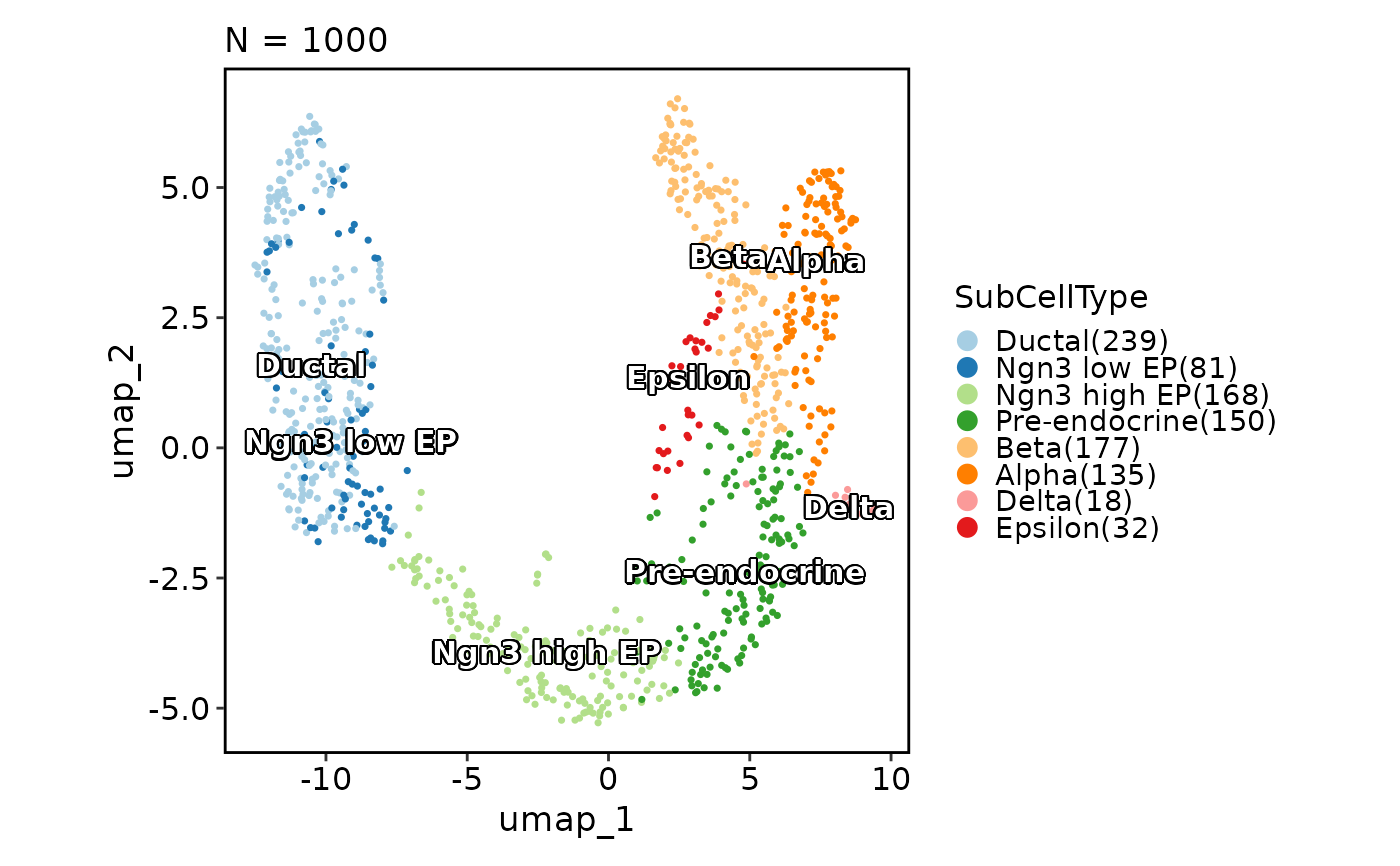 N = 1000
umap_2
5.0
2.5
0.0
-2.5
-5.0
Beta
Alpha
Ductal
Epsilon
Ngn3 low EP
Delta
Pre-endocrine
Ngn3 high EP
-10
-5
0
5
10
umap_1
SubCellType
Ductal(239)
Ngn3 low EP(81)
Ngn3 high EP(168)
Pre-endocrine(150)
Beta(177)
Alpha(135)
Delta(18)
Epsilon(32)